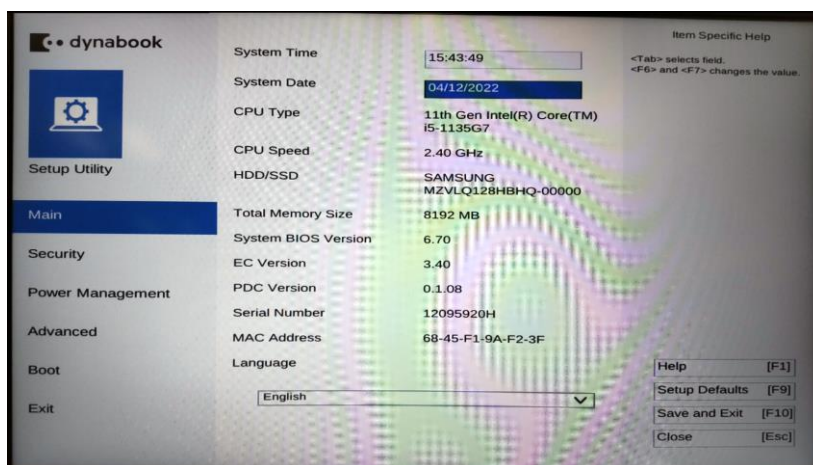 dynabook
Setup Utility
Main
Security
Power Management
Advanced
Boot
Exit
System Time 15:43:49
System Date 04/12/2022
CPU Type 11th Gen Intel(R) Core(TM)
i5-1135G7
CPU Speed 2.40 GHz
HDD/SSD SAMSUNG
MZVLQ128HBHQ-00000
Total Memory Size 8192 MB
System BIOS Version 6.70
EC Version 3.40
PDC Version 0.1.08
Serial Number 12095920H
MAC Address 68-45-F1-9A-F2-3F
Language
English
Item Specific Help
<Tab> selects field.
<F6> and <F7> changes the value.
Help [F1]
Setup Defaults [F9]
Save and Exit [F10]
Close [Esc]